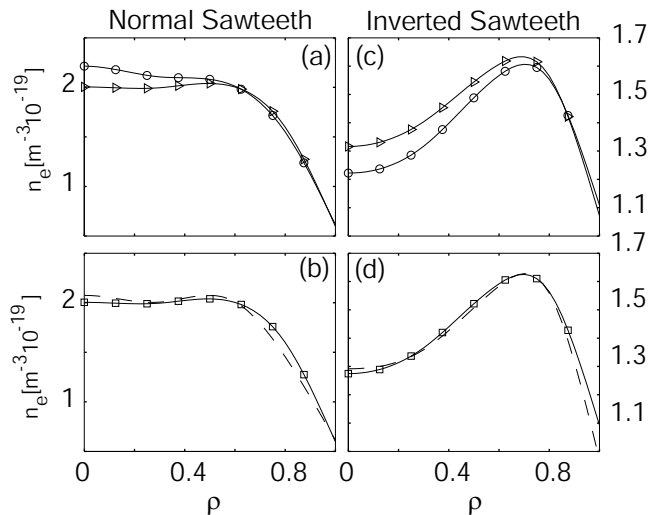 Normal Sawteeth
Inverted Sawteeth
(a)
(c)
(b)
(d)
n_e[m^-3 10^-19]
2
1
1.7
1.5
1.3
1.1
n_e[m^-3 10^-19]
2
1
1.7
1.5
1.3
1.1
0 0.4 0.8
0 0.4 0.8
ρ
ρ